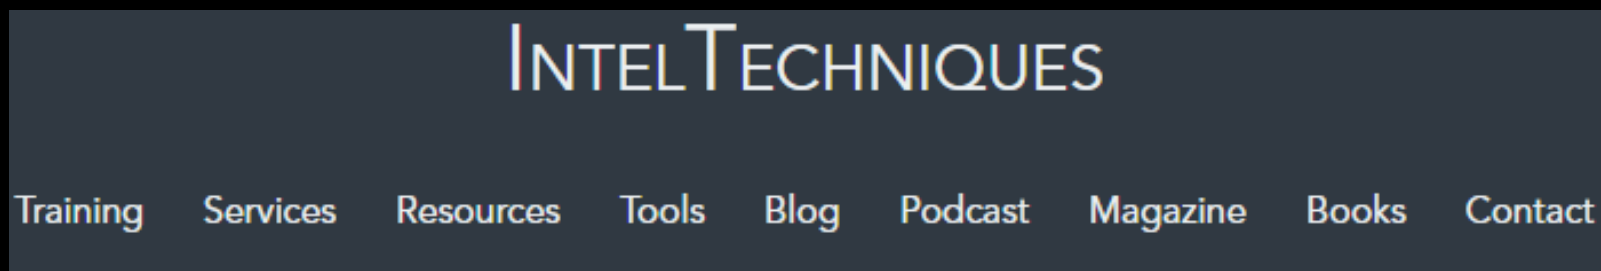 INTELTECHNIQUES
Training Services Resources Tools Blog Podcast Magazine Books Contact